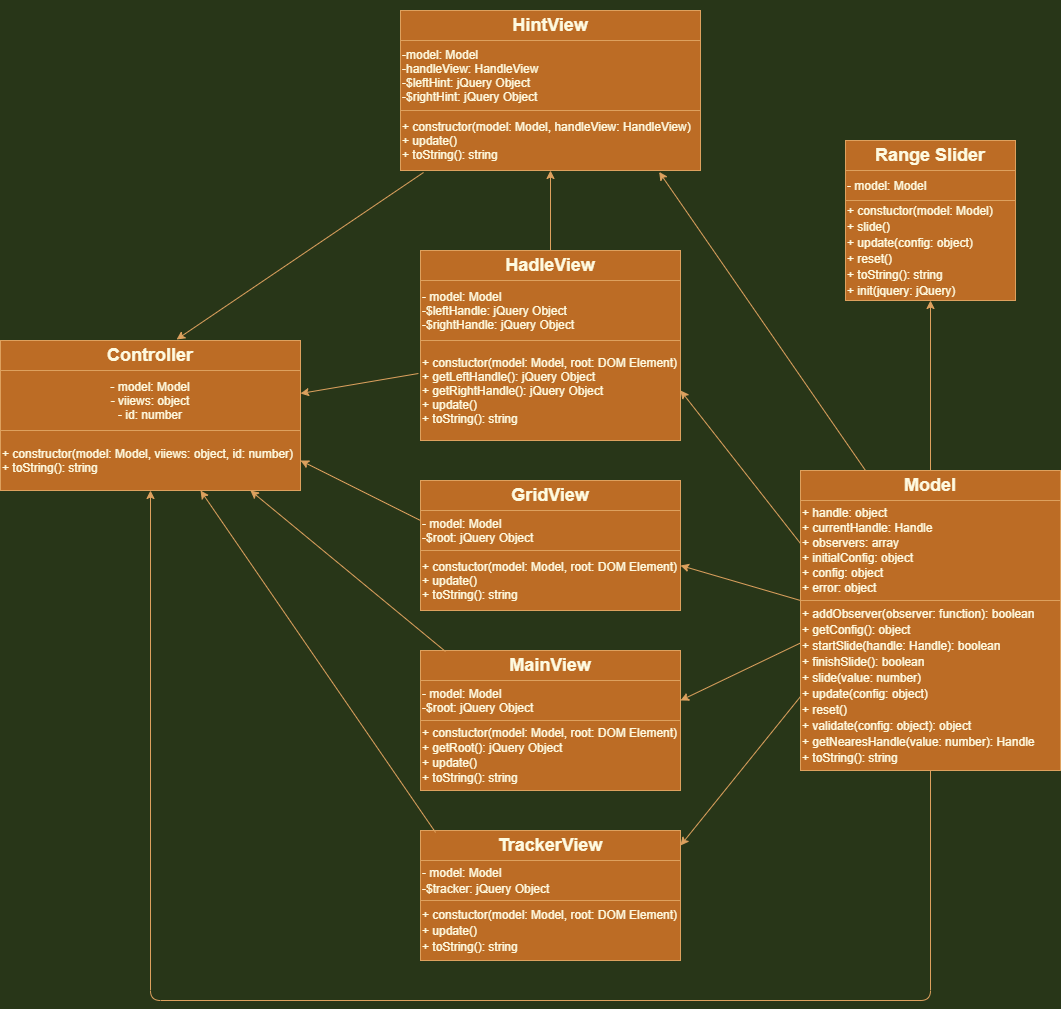 HintView
-model: Model
-handleView: HandleView
-$leftHint: jQuery Object
-$rightHint: jQuery Object
+ constructor(model: Model, handleView: HandleView)
+ update()
+ toString(): string
Range Slider
- model: Model
+ constuctor(model: Model)
+ slide()
+ update(config: object)
+ reset()
+ toString(): string
+ init(jquery: jQuery)
HadleView
- model: Model
-$leftHandle: jQuery Object
-$rightHandle: jQuery Object
+ constuctor(model: Model, root: DOM Element)
+ getLeftHandle(): jQuery Object
+ getRightHandle(): jQuery Object
+ update()
+ toString(): string
Controller
- model: Model
- viiews: object
- id: number
+ constructor(model: Model, viiews: object, id: number)
+ toString(): string
GridView
- model: Model
-$root: jQuery Object
+ constuctor(model: Model, root: DOM Element)
+ update()
+ toString(): string
Model
+ handle: object
+ currentHandle: Handle
+ observers: array
+ initialConfig: object
+ config: object
+ error: object
+ addObserver(observer: function): boolean
+ getConfig(): object
+ startSlide(handle: Handle): boolean
+ finishSlide(): boolean
+ slide(value: number)
+ update(config: object)
+ reset()
+ validate(config: object): object
+ getNearesHandle(value: number): Handle
+ toString(): string
MainView
- model: Model
-$root: jQuery Object
+ constuctor(model: Model, root: DOM Element)
+ getRoot(): jQuery Object
+ update()
+ toString(): string
TrackerView
- model: Model
-$tracker: jQuery Object
+ constuctor(model: Model, root: DOM Element)
+ update()
+ toString(): string